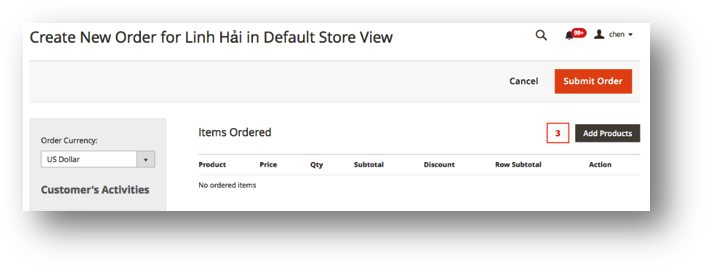 Create New Order for Linh Hải in Default Store View
99+
chen
Cancel
Submit Order
Order Currency:
US Dollar
Customer's Activities
Items Ordered
3
Add Products
Product Price Qty Subtotal Discount Row Subtotal Action
No ordered items